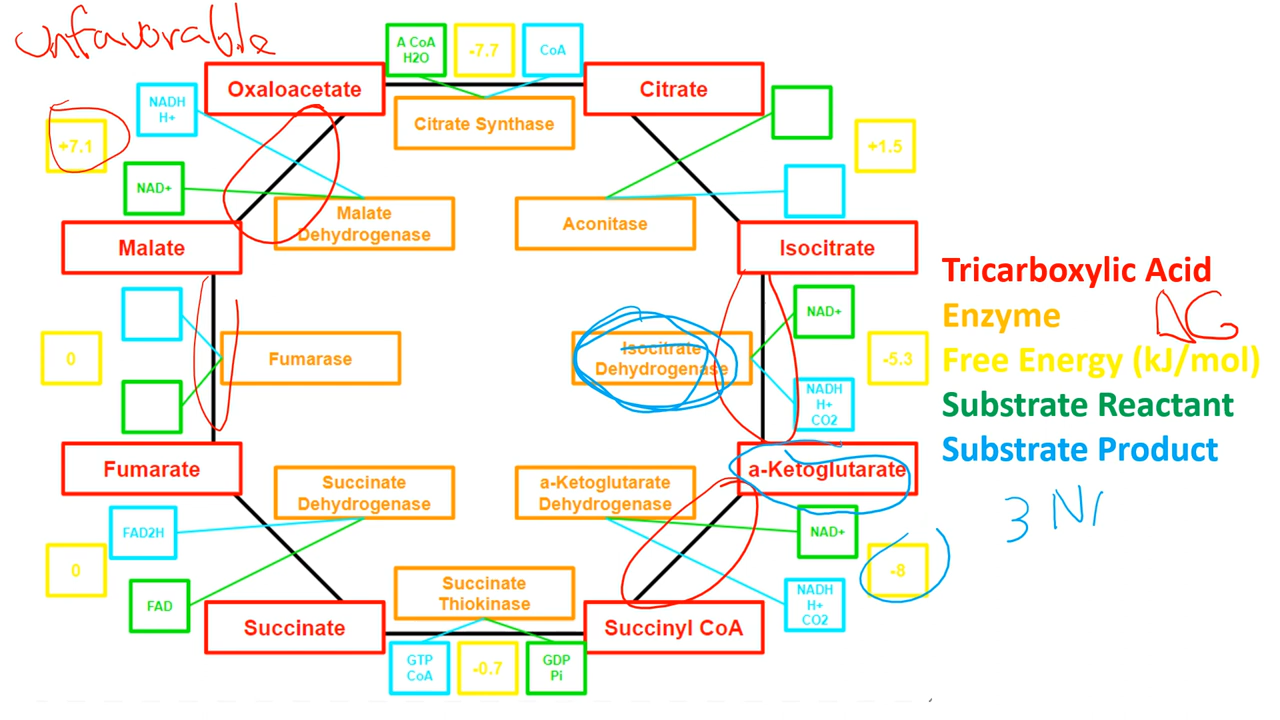 unfavorable
A CoA
H2O
-7.7
CoA
Oxaloacetate
Citrate
NADH
H+
Citrate Synthase
+7.1
+1.5
NAD+
Malate
Dehydrogenase
Aconitase
Malate
Isocitrate
Tricarboxylic Acid
NAD+
Enzyme
ΔG
0
Fumarase
Isocitrate
Dehydrogenase
-5.3
Free Energy (kJ/mol)
NADH
H+
CO2
Substrate Reactant
Substrate Product
Fumarate
a-Ketoglutarate
Succinate
Dehydrogenase
a-Ketoglutarate
Dehydrogenase
3 N
FAD2H
NAD+
0
-8
FAD
Succinate
Thiokinase
NADH
H+
CO2
Succinate
Succinyl CoA
GTP
CoA
-0.7
GDP
Pi